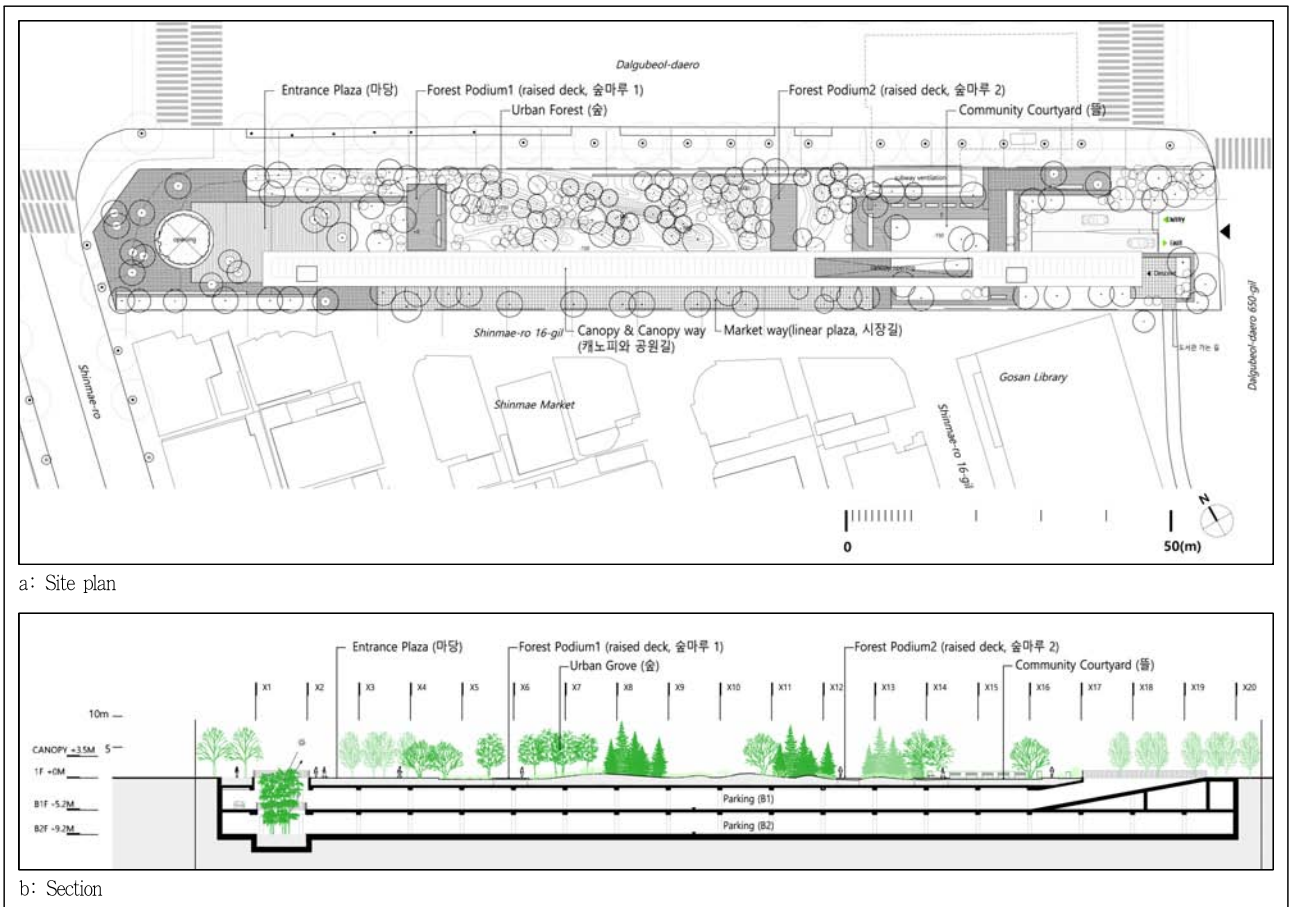 Dalgubeol-daero
Entrance Plaza (마당)
Forest Podium1 (raised deck, 숲마루 1)
Urban Forest (숲)
Forest Podium2 (raised deck, 숲마루 2)
Community Courtyard (뜰)
subway ventilation
opening
ENTRY
EXIT
Shinmae-ro 16-gil
Canopy & Canopy way
(캐노피와 공원길)
Market way(linear plaza, 시장길)
도서관 가는 길
Dalgubeol-daero 650-gil
Shinmae-ro
Shinmae Market
Gosan Library
Shinmae-ro 16-gil
N
0
50(m)
a: Site plan
Entrance Plaza (마당)
Forest Podium1 (raised deck, 숲마루 1)
Urban Grove (숲)
Forest Podium2 (raised deck, 숲마루 2)
Community Courtyard (뜰)
X1 X2 X3 X4 X5 X6 X7 X8 X9 X10 X11 X12 X13 X14 X15 X16 X17 X18 X19 X20
10m
CANOPY +3.5M
5
1F +0M
B1F -5.2M
Parking (B1)
B2F -9.2M
Parking (B2)
b: Section